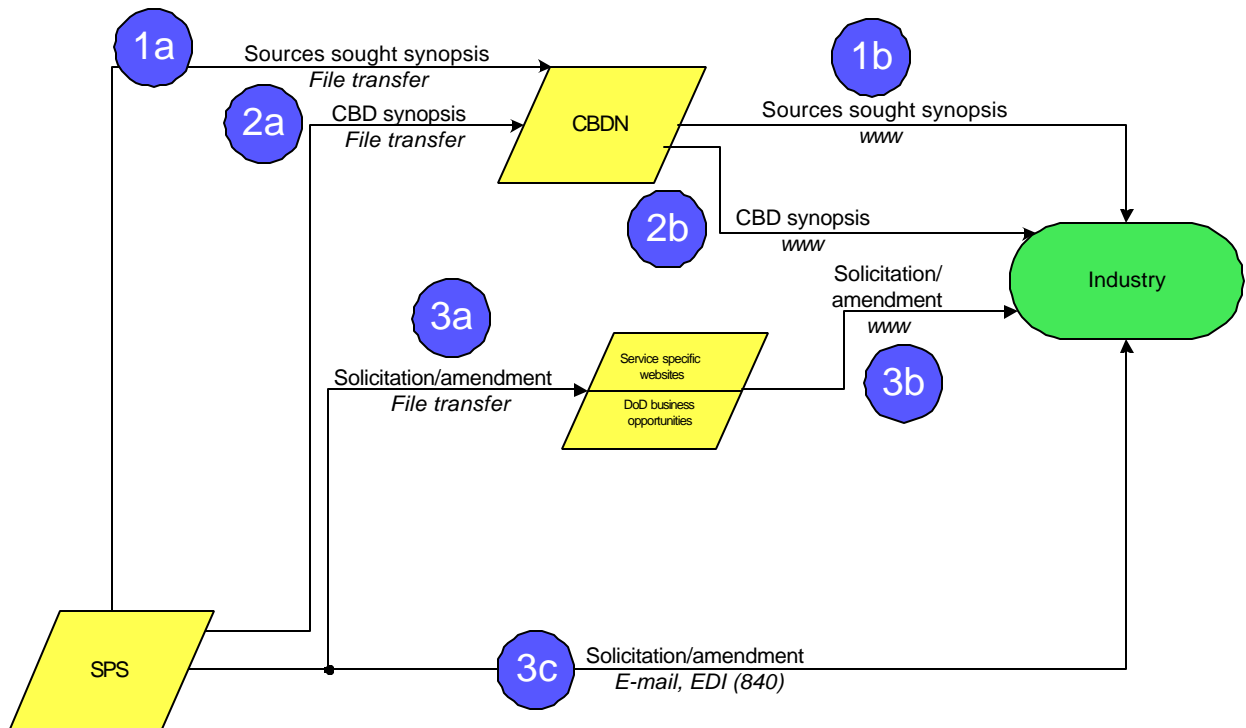 1a
Sources sought synopsis
File transfer
2a
CBD synopsis
File transfer
CBDN
1b
Sources sought synopsis
www
2b
CBD synopsis
www
Industry
3a
Solicitation/amendment
File transfer
Service specific
websites
DoD business
opportunities
Solicitation/
amendment
www
3b
SPS
3c
Solicitation/amendment
E-mail, EDI (840)